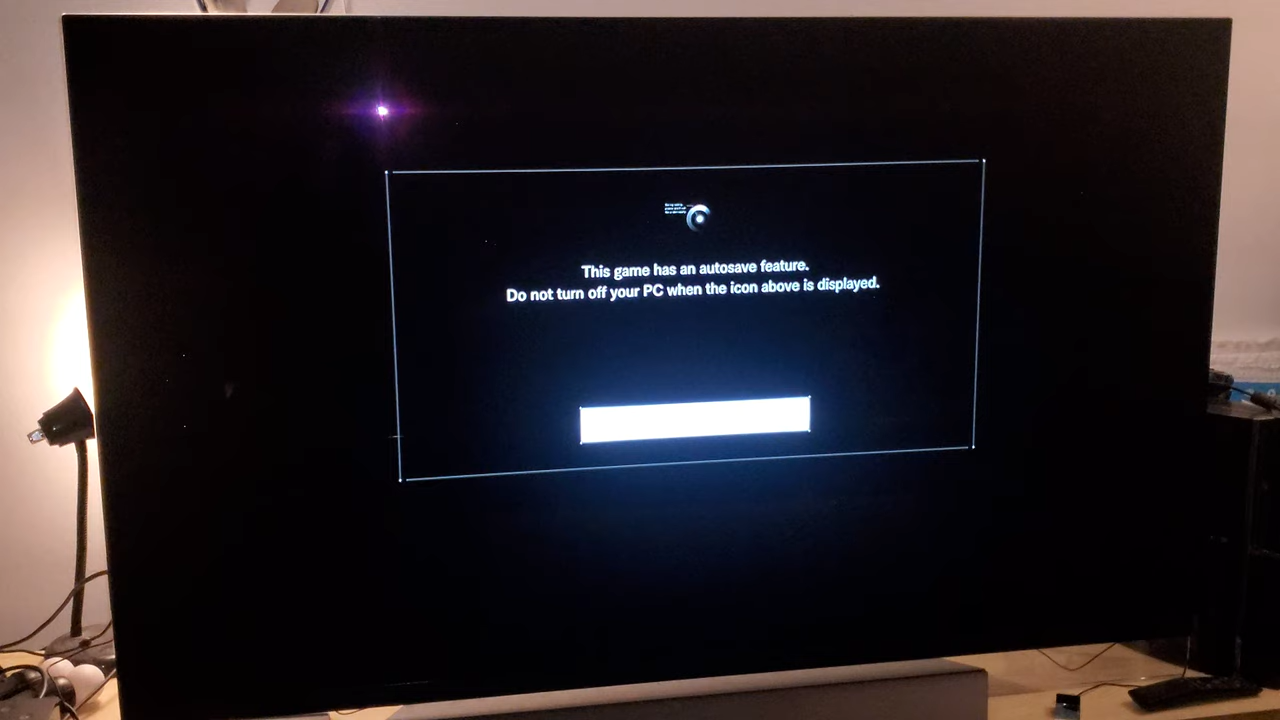 This game has an autosave feature.
Do not turn off your PC when the icon above is displayed.